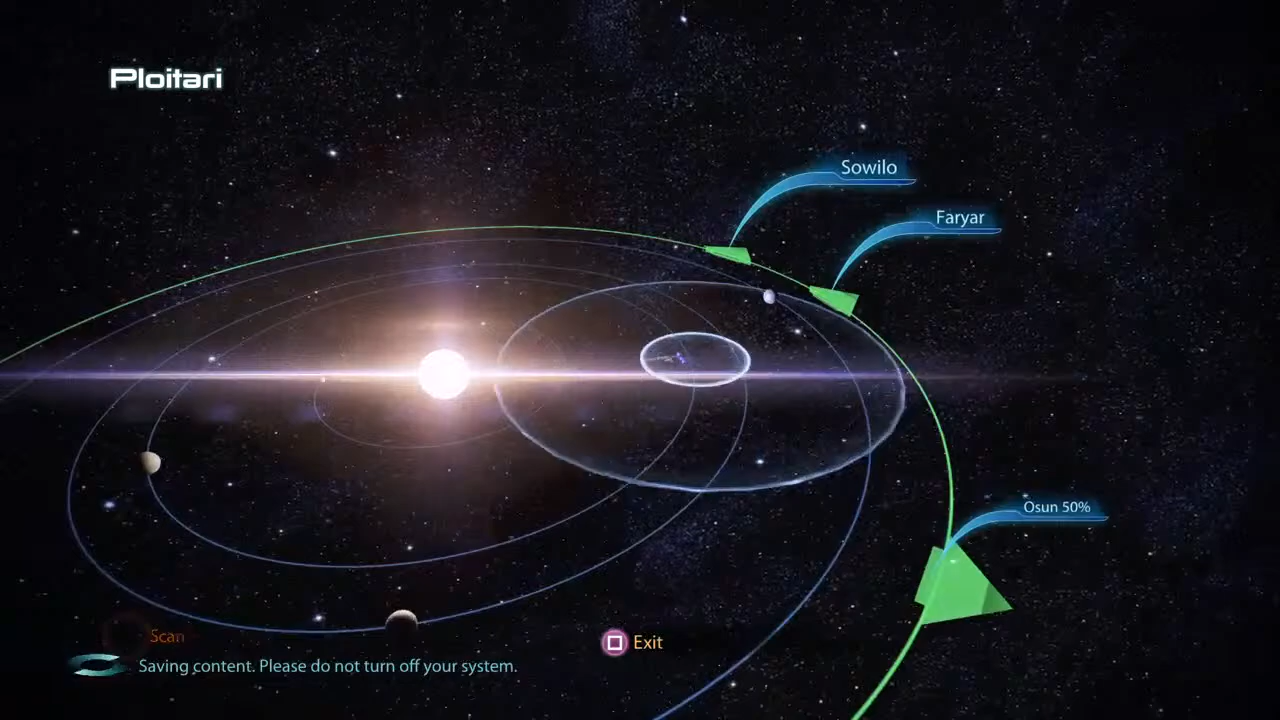 Ploitari
Sowilo
Faryar
Osun 50%
Scan
Exit
Saving content. Please do not turn off your system.